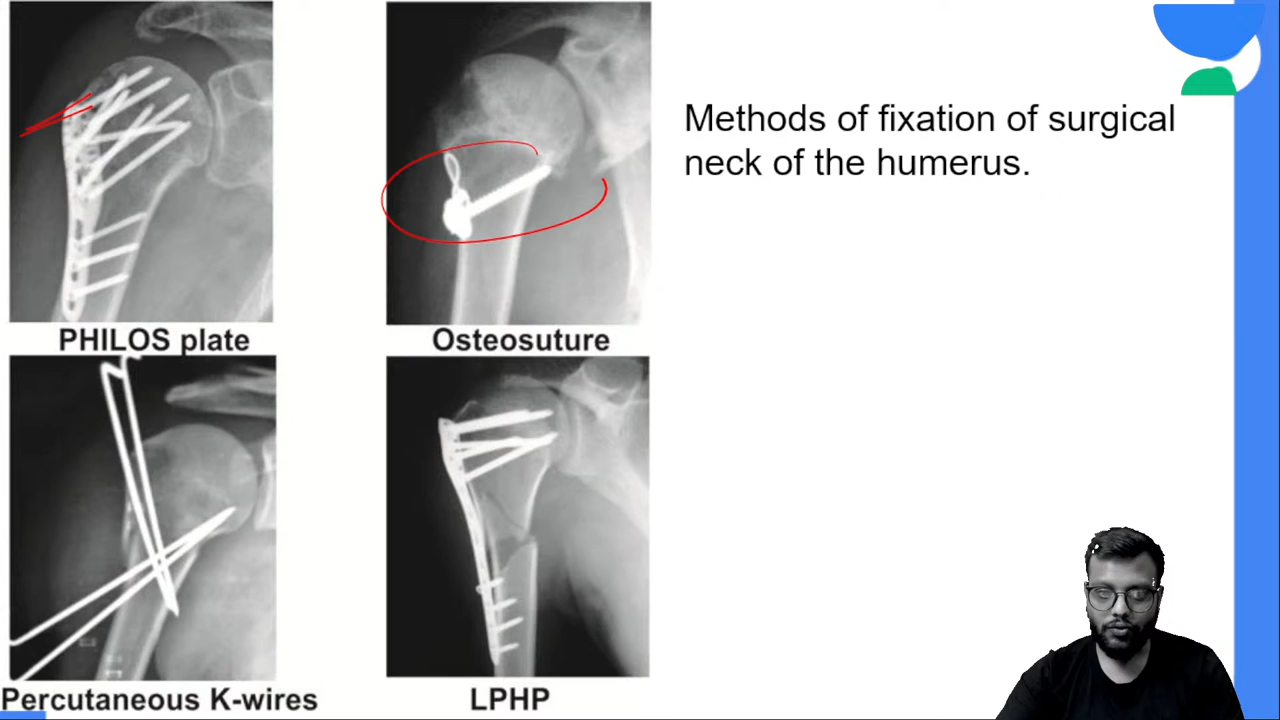 Methods of fixation of surgical
neck of the humerus.
PHILOS plate
Osteosuture
Percutaneous K-wires
LPHP